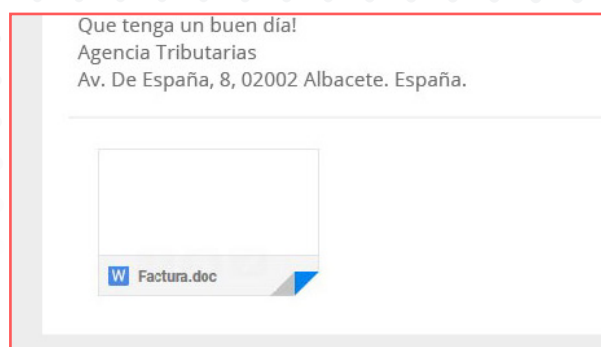 Que tenga un buen día!
Agencia Tributarias
Av. De España, 8, 02002 Albacete. España.
W Factura.doc